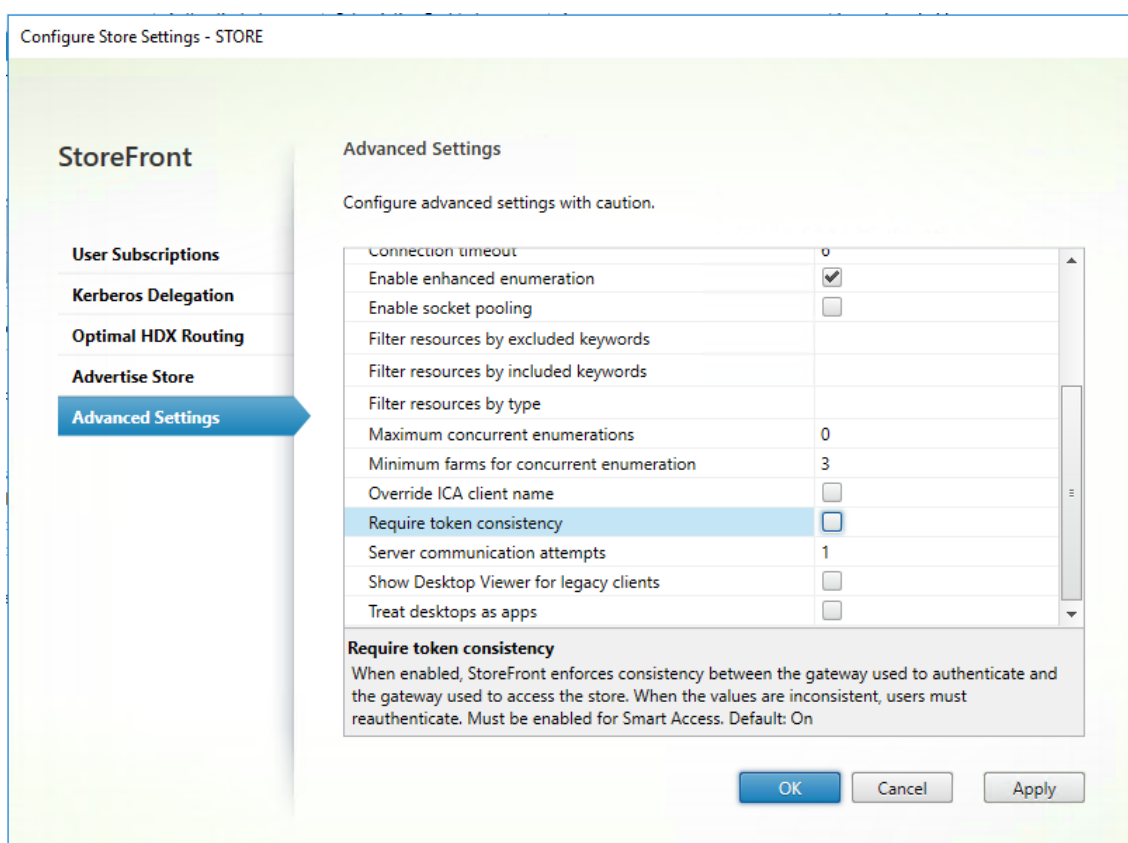 Configure Store Settings - STORE
StoreFront
User Subscriptions
Kerberos Delegation
Optimal HDX Routing
Advertise Store
Advanced Settings
Advanced Settings
Configure advanced settings with caution.
Connection timeout 6
Enable enhanced enumeration
Enable socket pooling
Filter resources by excluded keywords
Filter resources by included keywords
Filter resources by type
Maximum concurrent enumerations 0
Minimum farms for concurrent enumeration 3
Override ICA client name
Require token consistency
Server communication attempts 1
Show Desktop Viewer for legacy clients
Treat desktops as apps
Require token consistency
When enabled, StoreFront enforces consistency between the gateway used to authenticate and
the gateway used to access the store. When the values are inconsistent, users must
reauthenticate. Must be enabled for Smart Access. Default: On
OK Cancel Apply